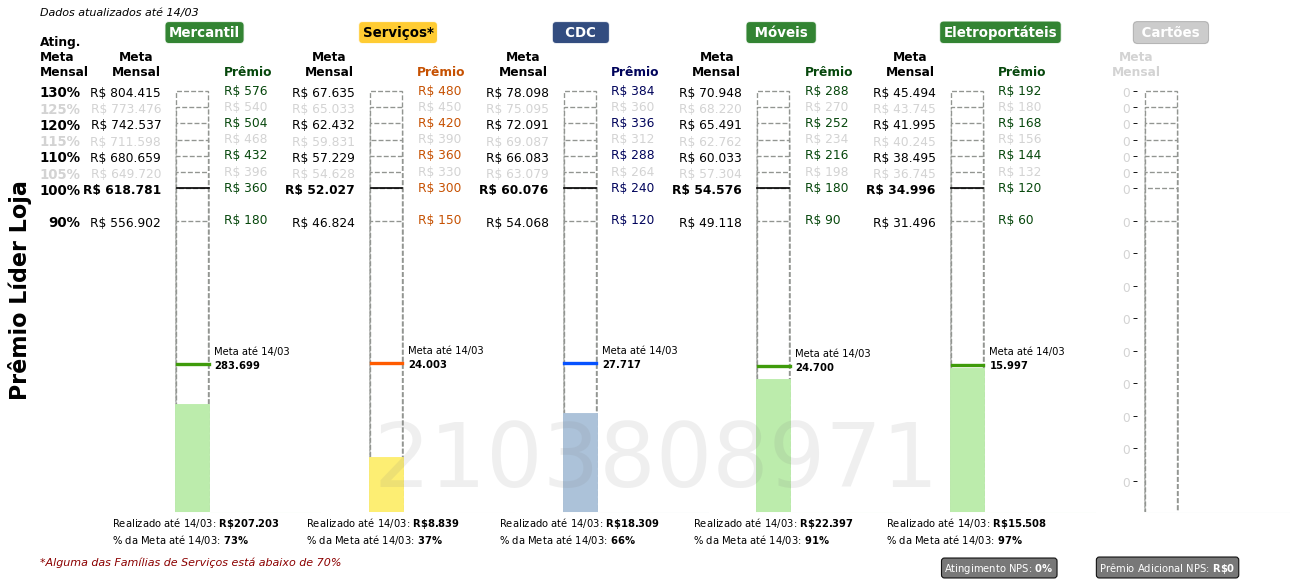 Dados atualizados até 14/03
Mercantil Serviços* CDC Móveis Eletroportáteis Cartões
Ating. Meta Mensal Meta Mensal Prêmio Meta Mensal Prêmio Meta Mensal Prêmio Meta Mensal Prêmio Meta Mensal Prêmio Meta Mensal
130% R$ 804.415 R$ 576 R$ 67.635 R$ 480 R$ 78.098 R$ 384 R$ 70.948 R$ 288 R$ 45.494 R$ 192 0
125% R$ 773.476 R$ 540 R$ 65.033 R$ 450 R$ 75.095 R$ 360 R$ 68.220 R$ 270 R$ 43.745 R$ 180 0
120% R$ 742.537 R$ 504 R$ 62.432 R$ 420 R$ 72.091 R$ 336 R$ 65.491 R$ 252 R$ 41.995 R$ 168 0
115% R$ 711.598 R$ 468 R$ 59.831 R$ 390 R$ 69.087 R$ 312 R$ 62.762 R$ 234 R$ 40.245 R$ 156 0
110% R$ 680.659 R$ 432 R$ 57.229 R$ 360 R$ 66.083 R$ 288 R$ 60.033 R$ 216 R$ 38.495 R$ 144 0
105% R$ 649.720 R$ 396 R$ 54.628 R$ 330 R$ 63.079 R$ 264 R$ 57.304 R$ 198 R$ 36.745 R$ 132 0
100% R$ 618.781 R$ 360 R$ 52.027 R$ 300 R$ 60.076 R$ 240 R$ 54.576 R$ 180 R$ 34.996 R$ 120 0
90% R$ 556.902 R$ 180 R$ 46.824 R$ 150 R$ 54.068 R$ 120 R$ 49.118 R$ 90 R$ 31.496 R$ 60 0
0
0
0
0
0
0
0
0
Prêmio Líder Loja
Meta até 14/03 Meta até 14/03 Meta até 14/03 Meta até 14/03 Meta até 14/03
283.699 24.003 27.717 24.700 15.997
2103808971
Realizado até 14/03: R$207.203 Realizado até 14/03: R$8.839 Realizado até 14/03: R$18.309 Realizado até 14/03: R$22.397 Realizado até 14/03: R$15.508
% da Meta até 14/03: 73% % da Meta até 14/03: 37% % da Meta até 14/03: 66% % da Meta até 14/03: 91% % da Meta até 14/03: 97%
*Alguma das Famílias de Serviços está abaixo de 70%
Atingimento NPS: 0% Prêmio Adicional NPS: R$0